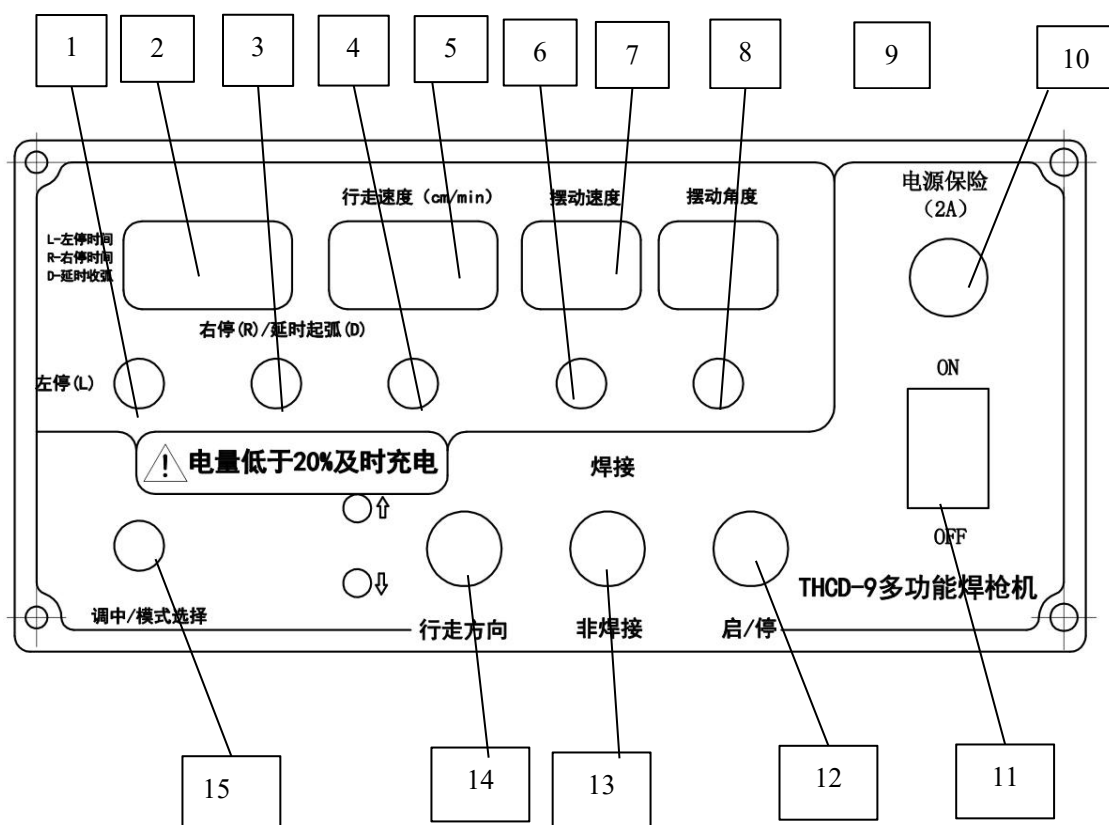 1
2
3
4
5
6
7
8
9
10
行走速度(cm/min)
摆动速度
摆动角度
电源保险
(2A)
L-左停时间
R-右停时间
D-延时收弧
右停(R)/延时起弧(D)
左停(L)
ON
!
电量低于20%及时充电
焊接
⇧
OFF
⇩
THCD-9多功能焊枪机
调中/模式选择
行走方向
非焊接
启/停
15
14
13
12
11